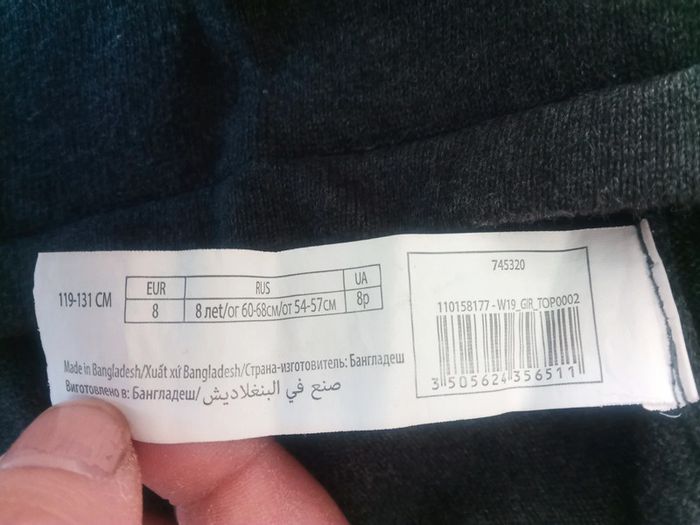 119-131 CM
EUR RUS UA
8 8 лет/ог 60-68см/от 54-57см 8р
Made in Bangladesh/Xuất xứ Bangladesh/Страна-изготовитель: Бангладеш
Виготовлено в: Бангладеш/صنع في البنغلاديش
745320
110158177 - W19_GIR_TOP0002
3 505624 356511